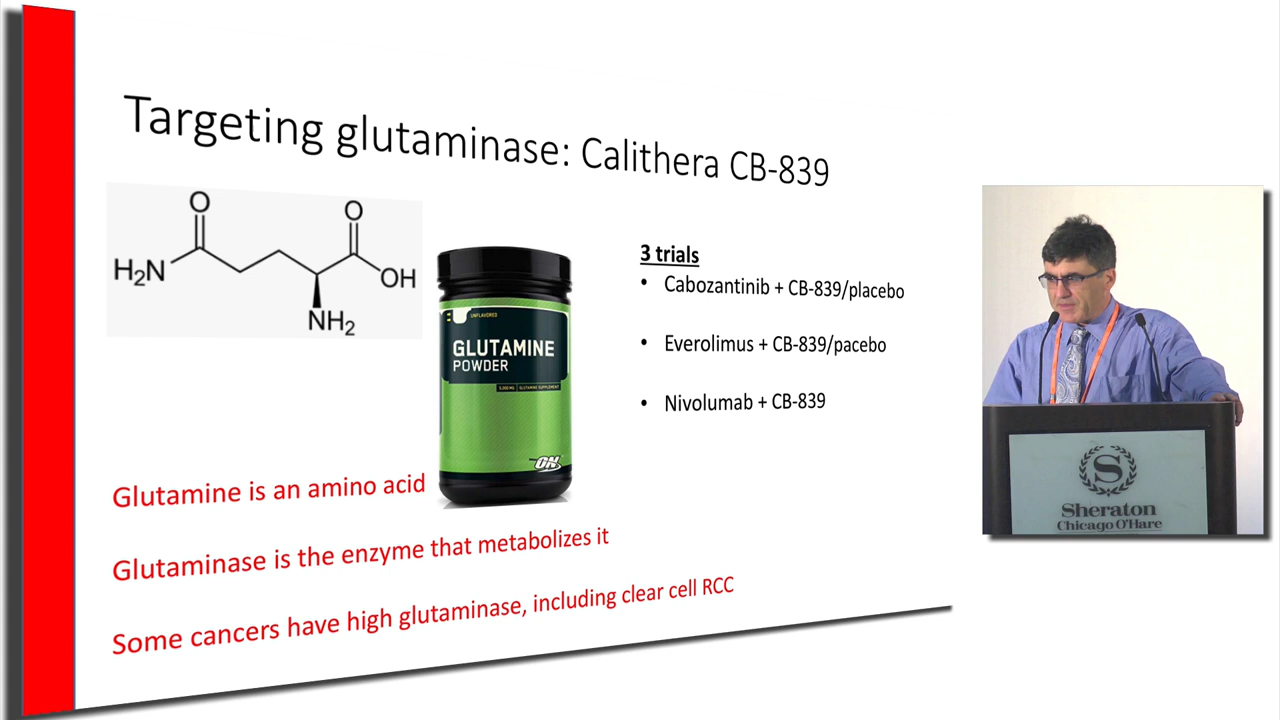 Targeting glutaminase: Calithera CB-839
O
O
H₂N
OH
NH₂
UNFLAVORED
GLUTAMINE
POWDER
ON
3 trials
• Cabozantinib + CB-839/placebo
• Everolimus + CB-839/pacebo
• Nivolumab + CB-839
Glutamine is an amino acid
Glutaminase is the enzyme that metabolizes it
Some cancers have high glutaminase, including clear cell RCC
S
Sheraton
Chicago O'Hare